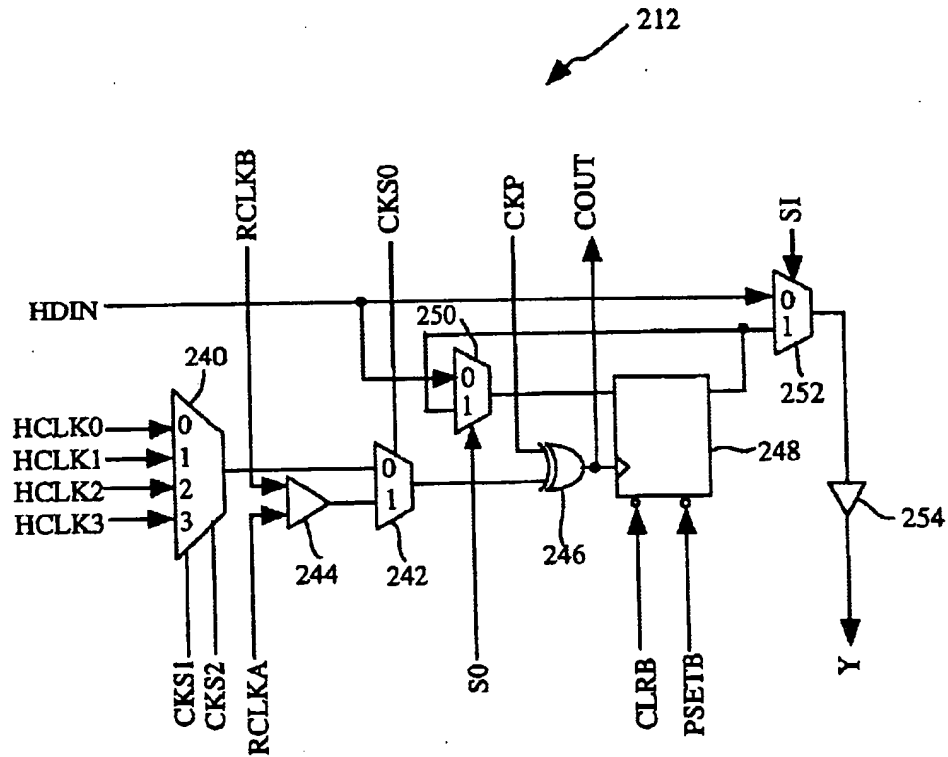 212
RCLKB
CKS0
CKP
COUT
SI
HDIN
250
0
1
252
240
0
1
252
HCLK0
HCLK1
HCLK2
HCLK3
0
1
2
3
0
1
248
254
244
242
246
CKS1
CKS2
RCLKA
S0
CLRB
PSETB
Y